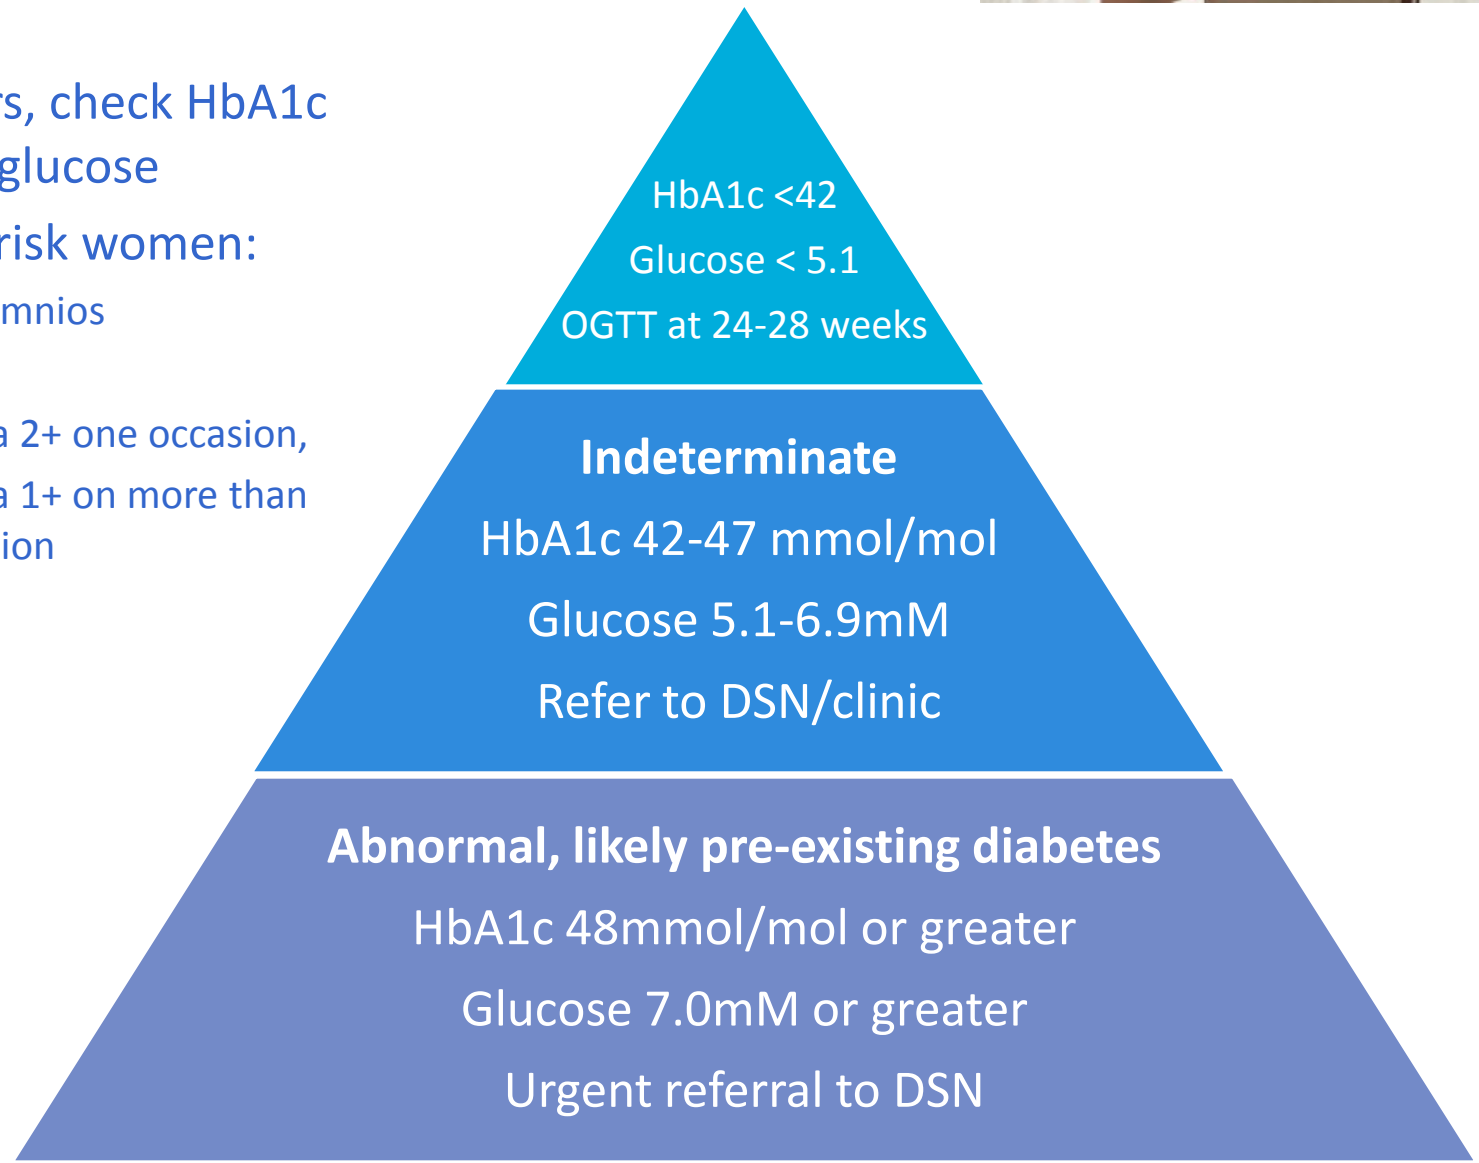 rs, check HbA1c
glucose
risk women:
mnios
a 2+ one occasion,
a 1+ on more than
ion
HbA1c <42
Glucose < 5.1
OGTT at 24-28 weeks
Indeterminate
HbA1c 42-47 mmol/mol
Glucose 5.1-6.9mM
Refer to DSN/clinic
Abnormal, likely pre-existing diabetes
HbA1c 48mmol/mol or greater
Glucose 7.0mM or greater
Urgent referral to DSN